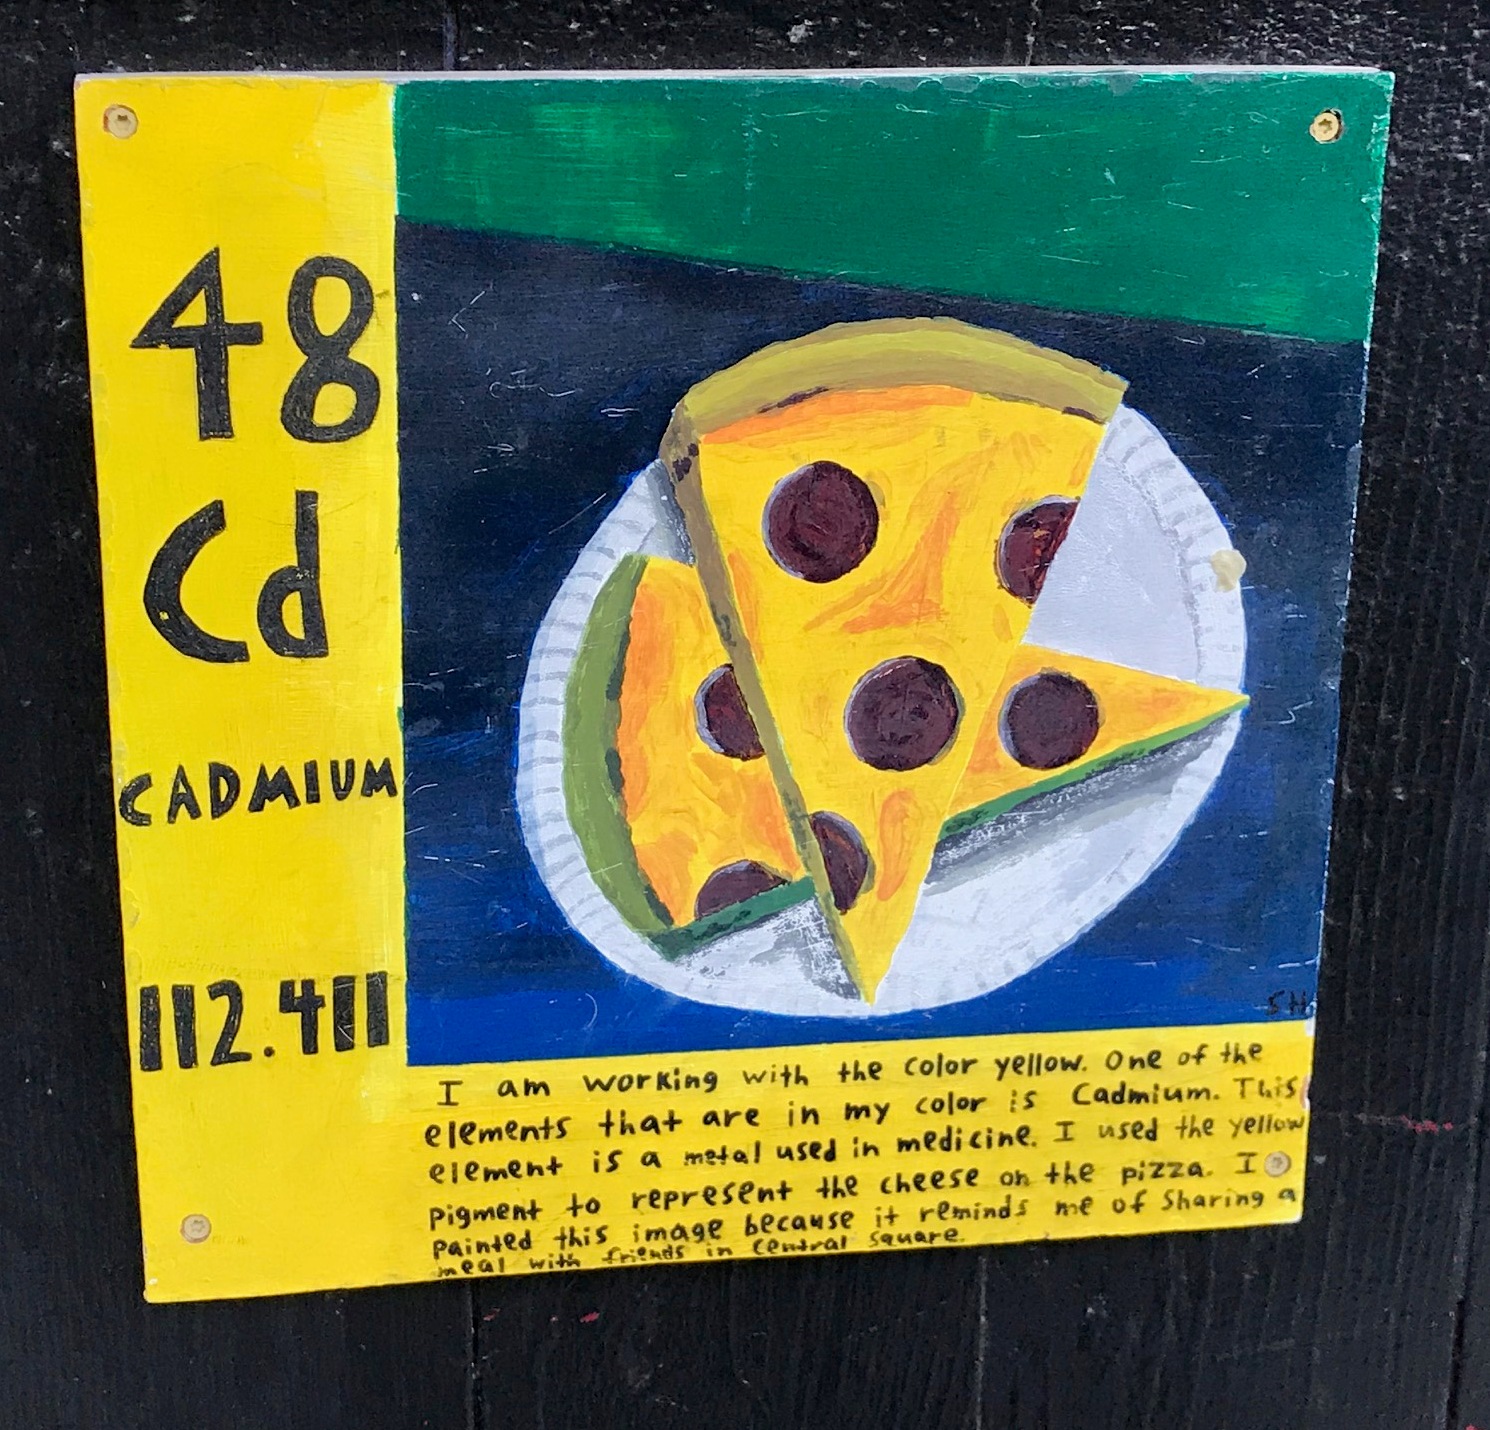 48
Cd
CADMIUM
112.411
SH
I am working with the color yellow. One of the
elements that are in my color is Cadmium. This
element is a metal used in medicine. I used the yellow
pigment to represent the cheese on the pizza. I
painted this image because it reminds me of Sharing a
meal with friends in Central Square.